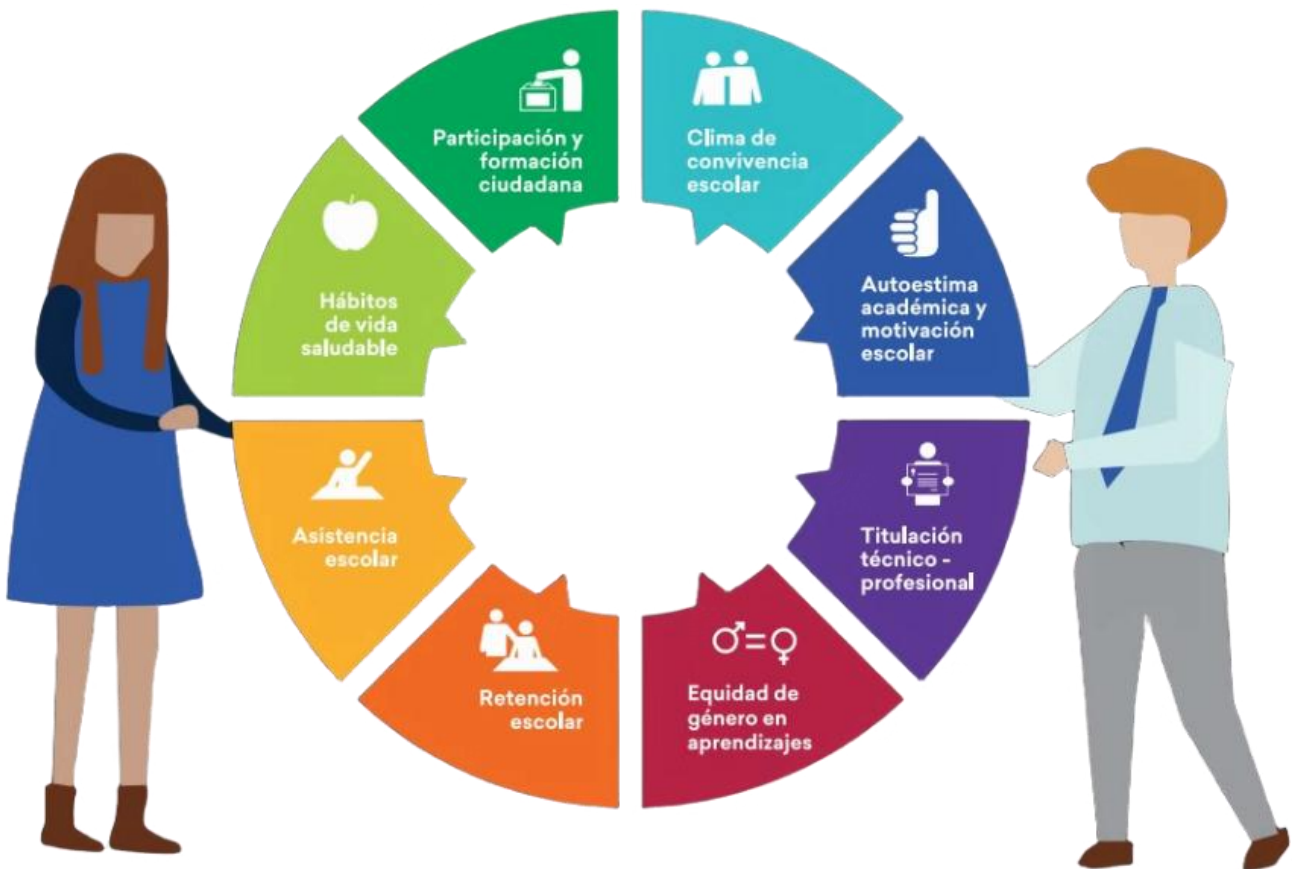 Participación y
formación
ciudadana
Clima de
convivencia
escolar
Autoestima
académica y
motivación
escolar
Titulación
técnico -
profesional
Equidad de
género en
aprendizajes
Retención
escolar
Asistencia
escolar
Hábitos
de vida
saludable